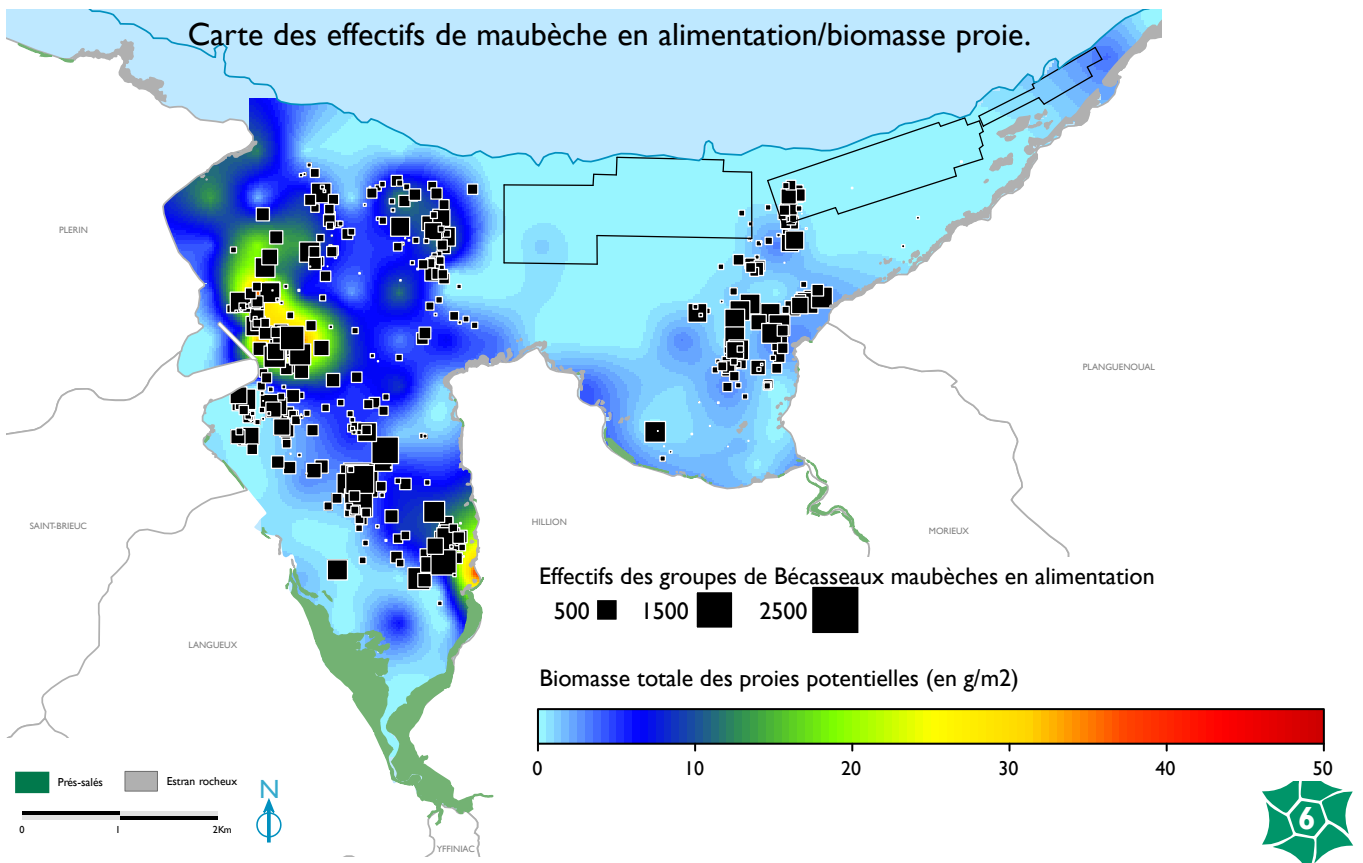 Carte des effectifs de maubèche en alimentation/biomasse proie.
PLERIN
PLANGUENOUAL
SAINT-BRIEUC
HILLION
MORIEUX
Effectifs des groupes de Bécasseaux maubèches en alimentation
500 1500 2500
LANGUEUX
Biomasse totale des proies potentielles (en g/m2)
0 10 20 30 40 50
Prés-salés Estran rocheux
N
0 1 2Km
6
YFFINIAC